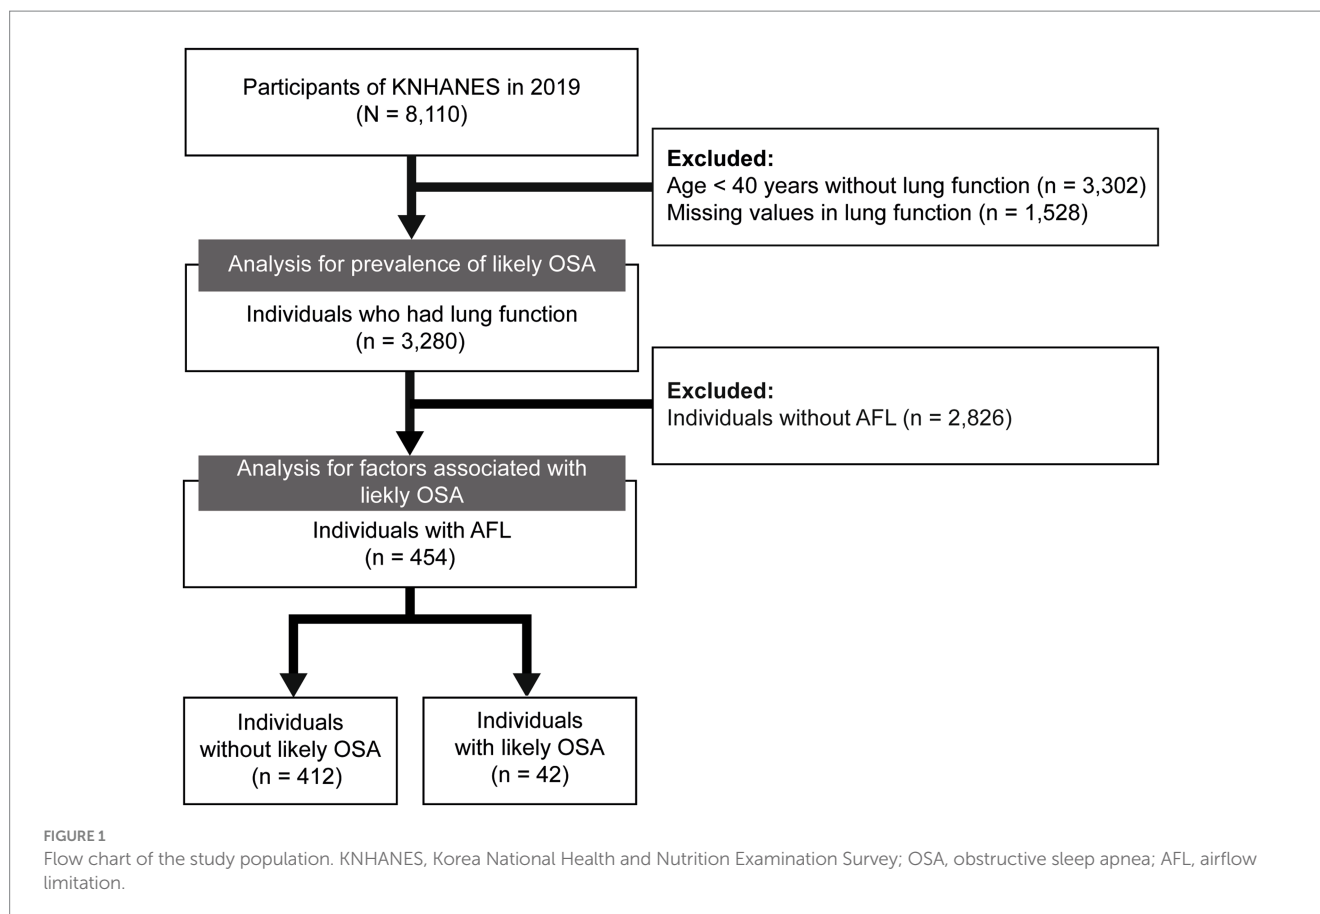 Participants of KNHANES in 2019
(N = 8,110)
Excluded:
Age < 40 years without lung function (n = 3,302)
Missing values in lung function (n = 1,528)
Analysis for prevalence of likely OSA
Individuals who had lung function
(n = 3,280)
Excluded:
Individuals without AFL (n = 2,826)
Analysis for factors associated with
liekly OSA
Individuals with AFL
(n = 454)
Individuals
without likely OSA
(n = 412)
Individuals
with likely OSA
(n = 42)
FIGURE 1
Flow chart of the study population. KNHANES, Korea National Health and Nutrition Examination Survey; OSA, obstructive sleep apnea; AFL, airflow
limitation.